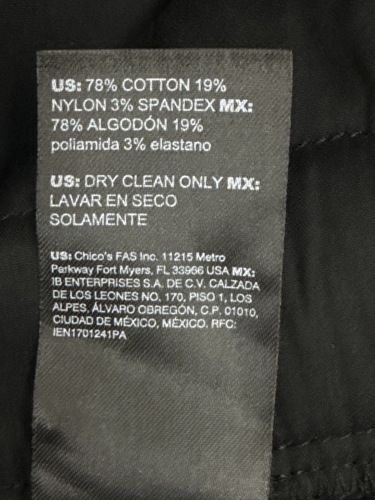 US: 78% COTTON 19%
NYLON 3% SPANDEX MX:
78% ALGODÓN 19%
poliamida 3% elastano
US: DRY CLEAN ONLY MX:
LAVAR EN SECO
SOLAMENTE
US: Chico's FAS Inc. 11215 Metro
Parkway Fort Myers, FL 33966 USA MX:
IB ENTERPRISES S.A. DE C.V. CALZADA
DE LOS LEONES NO. 170, PISO 1, LOS
ALPES, ÁLVARO OBREGÓN, C.P. 01010,
CIUDAD DE MÉXICO, MÉXICO. RFC:
IEN1701241PA